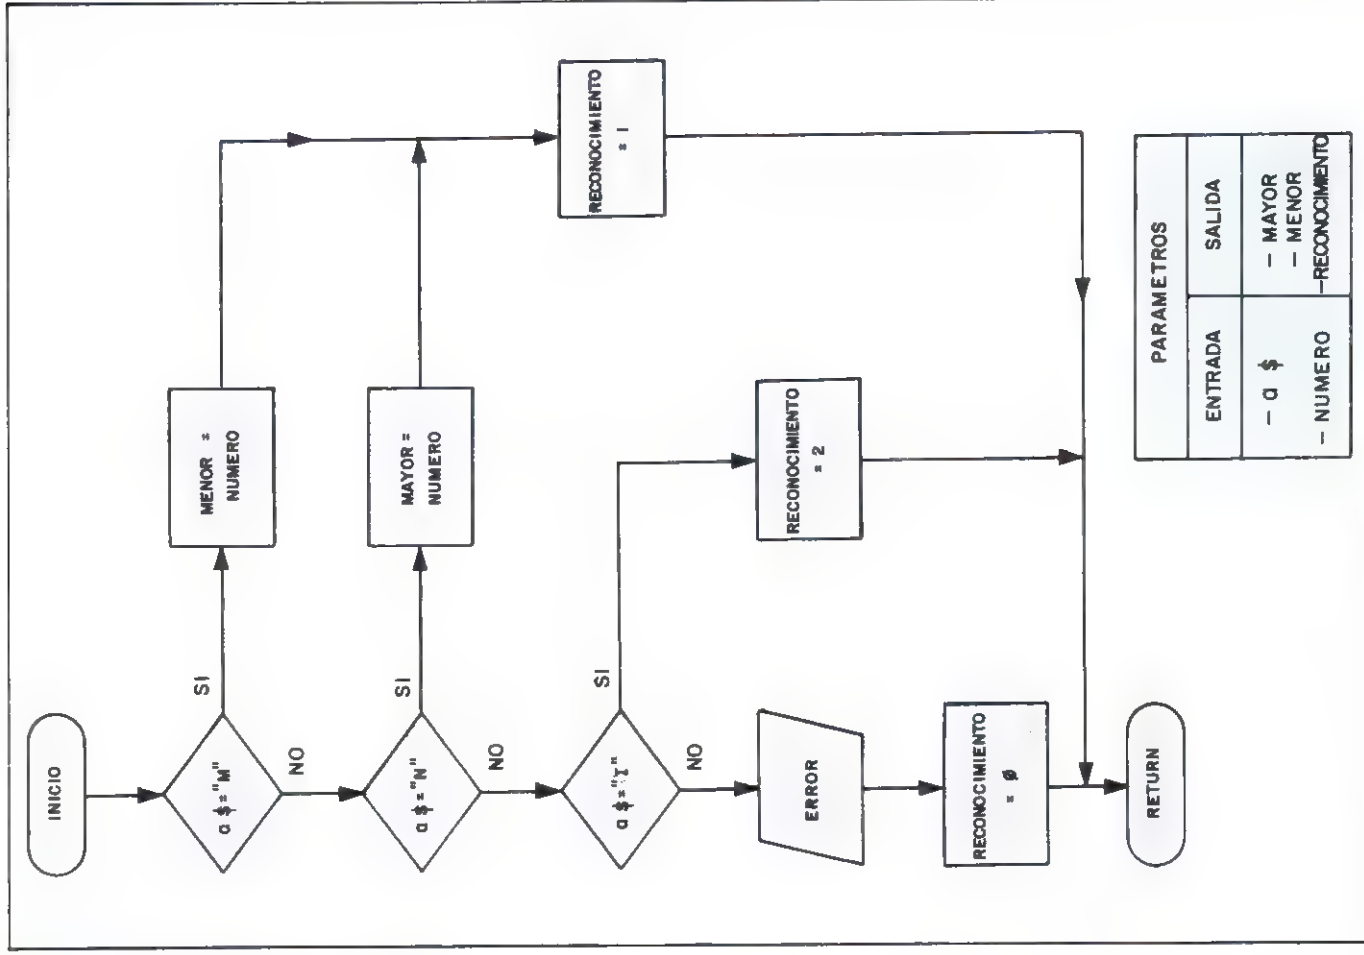 INICIO
a $="M"
SI
NO
MENOR =
NUMERO
a $="N"
SI
NO
MAYOR =
NUMERO
a $="I"
SI
NO
RECONOCIMIENTO
= 1
RECONOCIMIENTO
= 2
ERROR
RECONOCIMIENTO
= Ø
RETURN
PARAMETROS
ENTRADA
SALIDA
– a $
– NUMERO
– MAYOR
– MENOR
–RECONOCIMIENTO